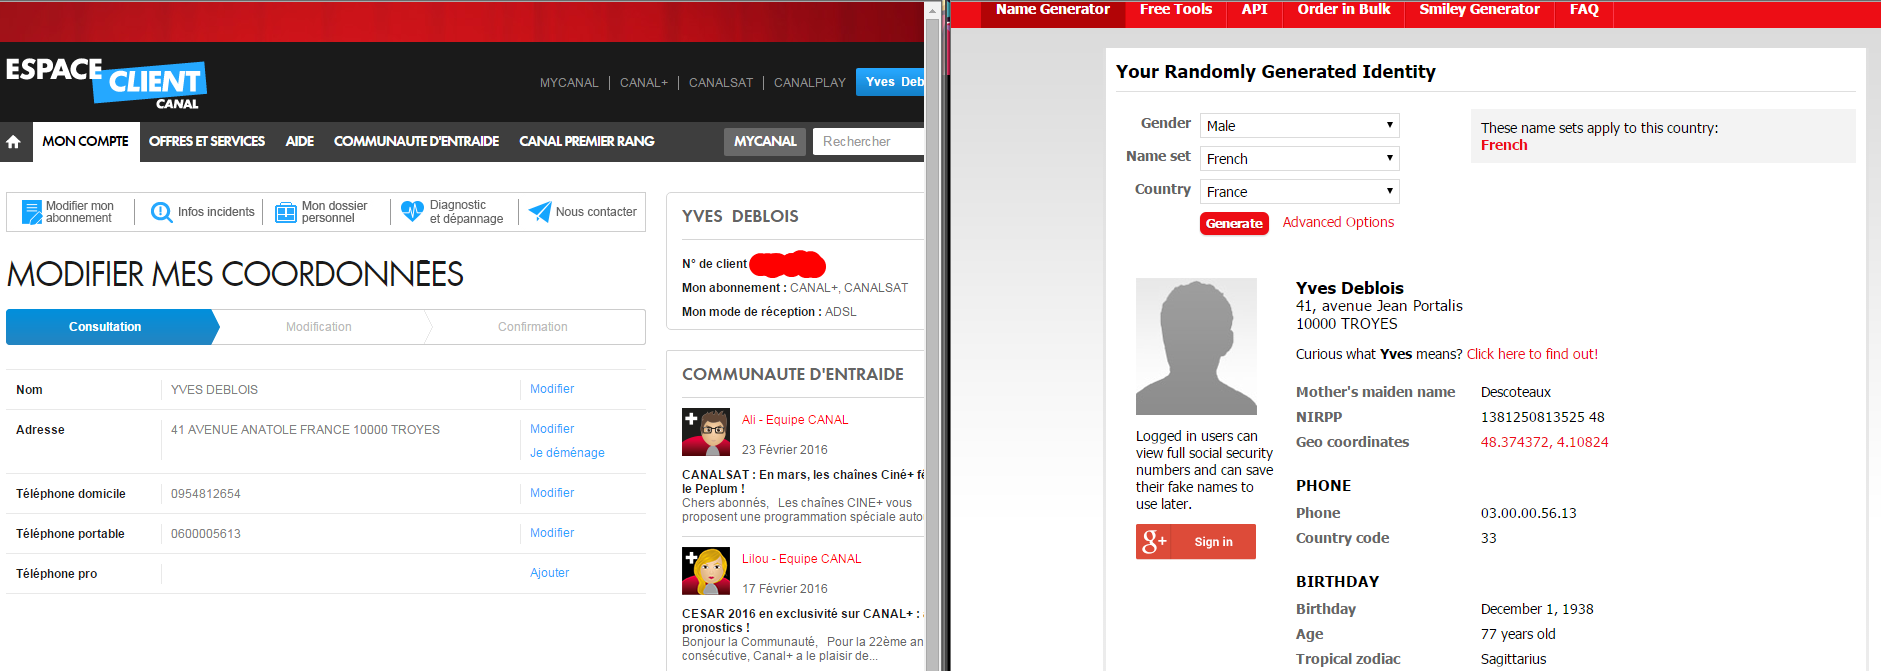 ESPACE
CLIENT
CANAL
MYCANAL
CANAL+
CANALSAT
CANALPLAY
Yves Deb
MON COMPTE
OFFRES ET SERVICES
AIDE
COMMUNAUTE D'ENTRAIDE
CANAL PREMIER RANG
MYCANAL
Rechercher
Modifier mon
abonnement
Infos incidents
Mon dossier
personnel
Diagnostic
et dépannage
Nous contacter
MODIFIER MES COORDONNÉES
Consultation
Modification
Confirmation
Nom
YVES DEBLOIS
Modifier
Adresse
41 AVENUE ANATOLE FRANCE 10000 TROYES
Modifier
Je déménage
Téléphone domicile
0954812654
Modifier
Téléphone portable
0600005613
Modifier
Téléphone pro
Ajouter
YVES DEBLOIS
N° de client
Mon abonnement : CANAL+, CANALSAT
Mon mode de réception : ADSL
COMMUNAUTE D'ENTRAIDE
Ali - Equipe CANAL
23 Février 2016
CANALSAT : En mars, les chaînes Ciné+ fê
le Peplum !
Chers abonnés, Les chaînes CINE+ vous
proposent une programmation spéciale auto
Lilou - Equipe CANAL
17 Février 2016
CESAR 2016 en exclusivité sur CANAL+ :
pronostics !
Bonjour la Communauté, Pour la 22ème an
consécutive, Canal+ a le plaisir de...
Name Generator
Free Tools
API
Order in Bulk
Smiley Generator
FAQ
Your Randomly Generated Identity
Gender
Male
Name set
French
Country
France
Generate
Advanced Options
These name sets apply to this country:
French
Yves Deblois
41, avenue Jean Portalis
10000 TROYES
Curious what Yves means? Click here to find out!
Mother's maiden name
Descoteaux
NIRPP
1381250813525 48
Geo coordinates
48.374372, 4.10824
Logged in users can
view full social security
numbers and can save
their fake names to
use later.
g+
Sign in
PHONE
Phone
03.00.00.56.13
Country code
33
BIRTHDAY
Birthday
December 1, 1938
Age
77 years old
Tropical zodiac
Sagittarius